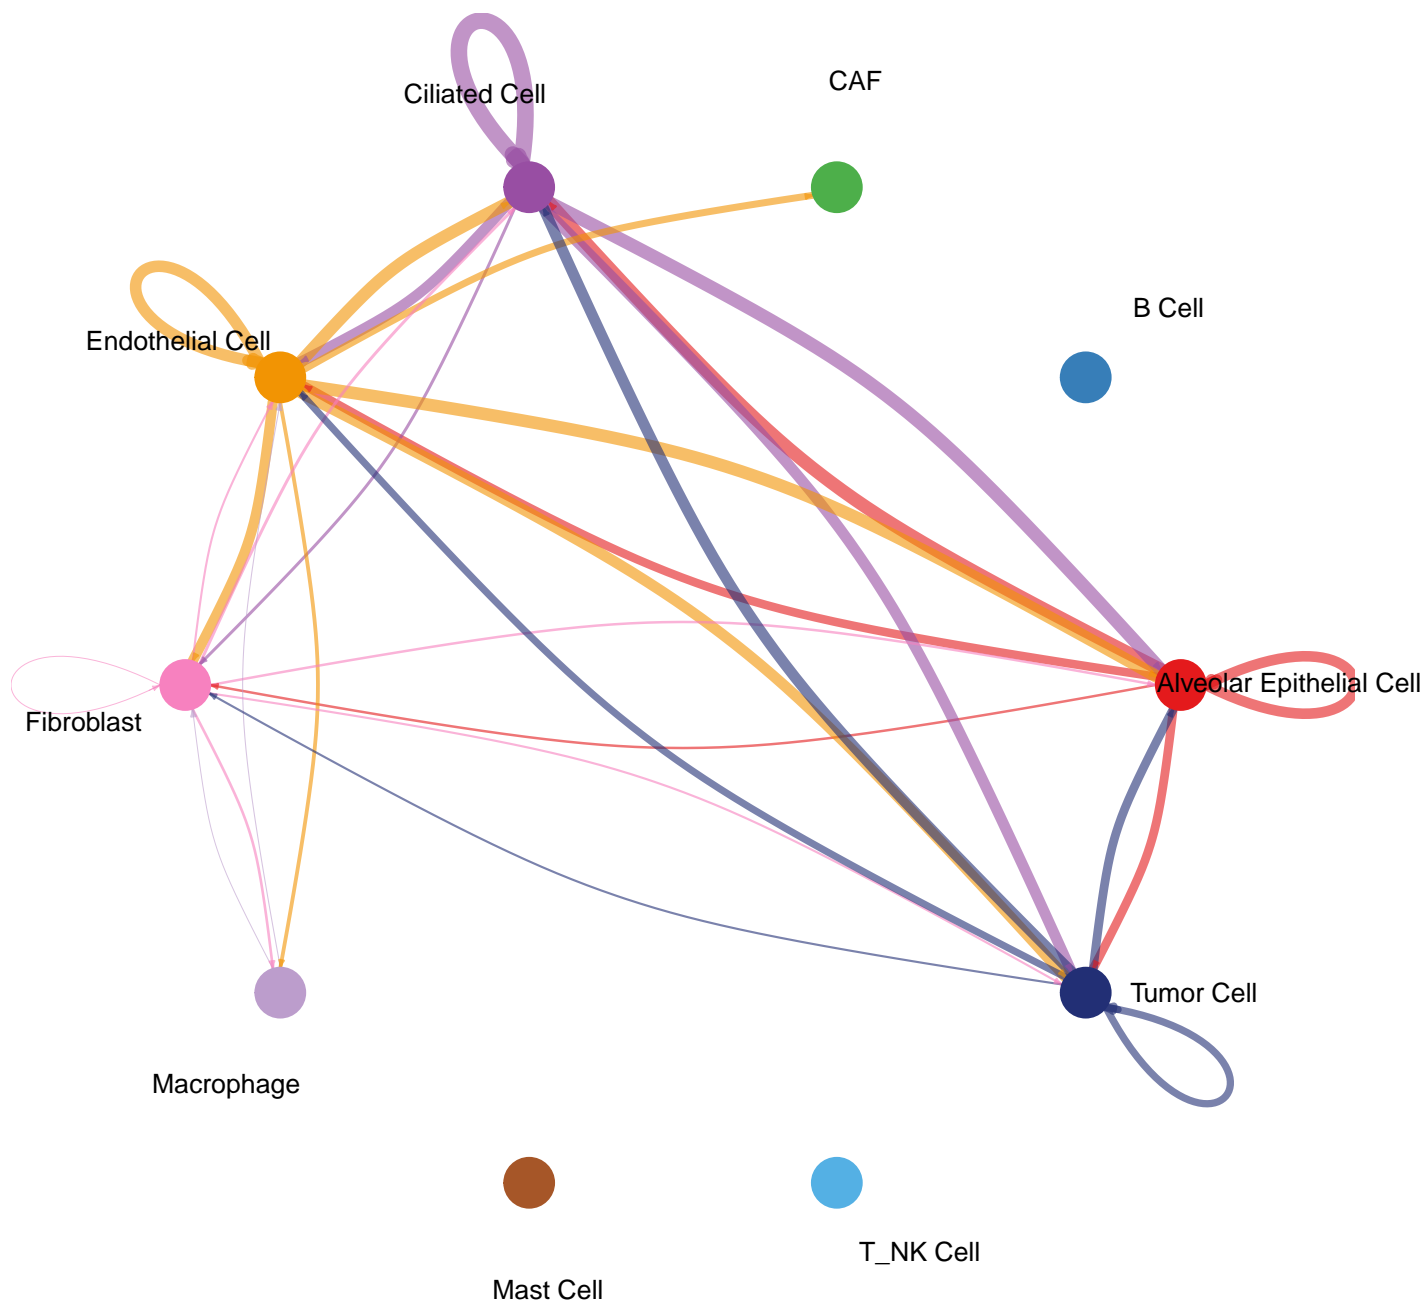 CAF
Ciliated Cell
B Cell
Endothelial Cell
Alveolar Epithelial Cell
Fibroblast
Tumor Cell
Macrophage
T_NK Cell
Mast Cell